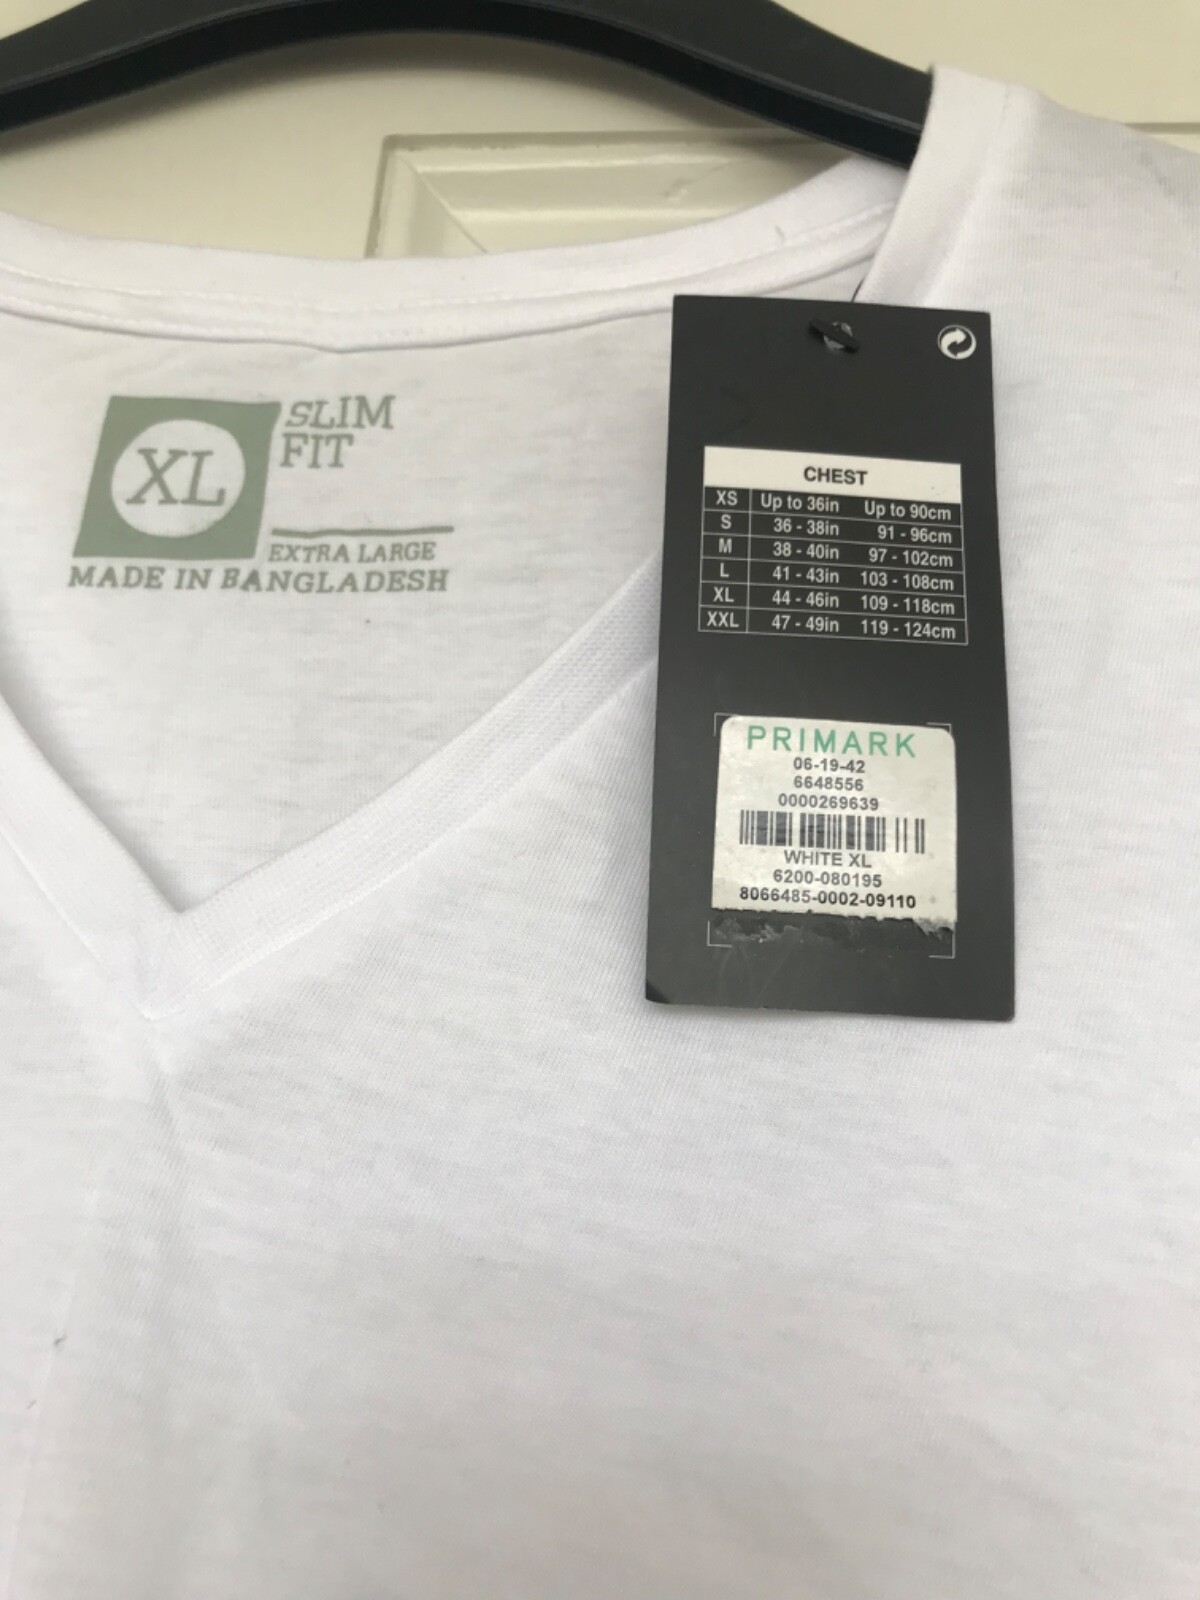 SLIM
FIT
XL
EXTRA LARGE
MADE IN BANGLADESH
CHEST
XS Up to 36in Up to 90cm
S 36 - 38in 91 - 96cm
M 38 - 40in 97 - 102cm
L 41 - 43in 103 - 108cm
XL 44 - 46in 109 - 118cm
XXL 47 - 49in 119 - 124cm
PRIMARK
06-19-42
6648556
0000269639
WHITE XL
6200-080195
8066485-0002-09110